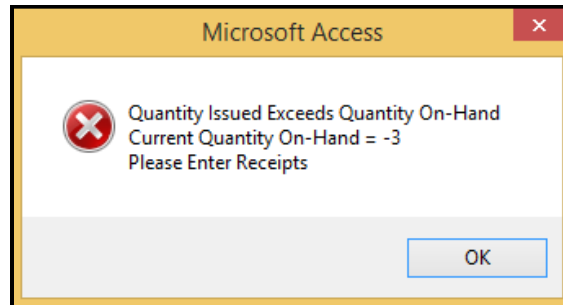 Microsoft Access
Quantity Issued Exceeds Quantity On-Hand
Current Quantity On-Hand = -3
Please Enter Receipts
OK